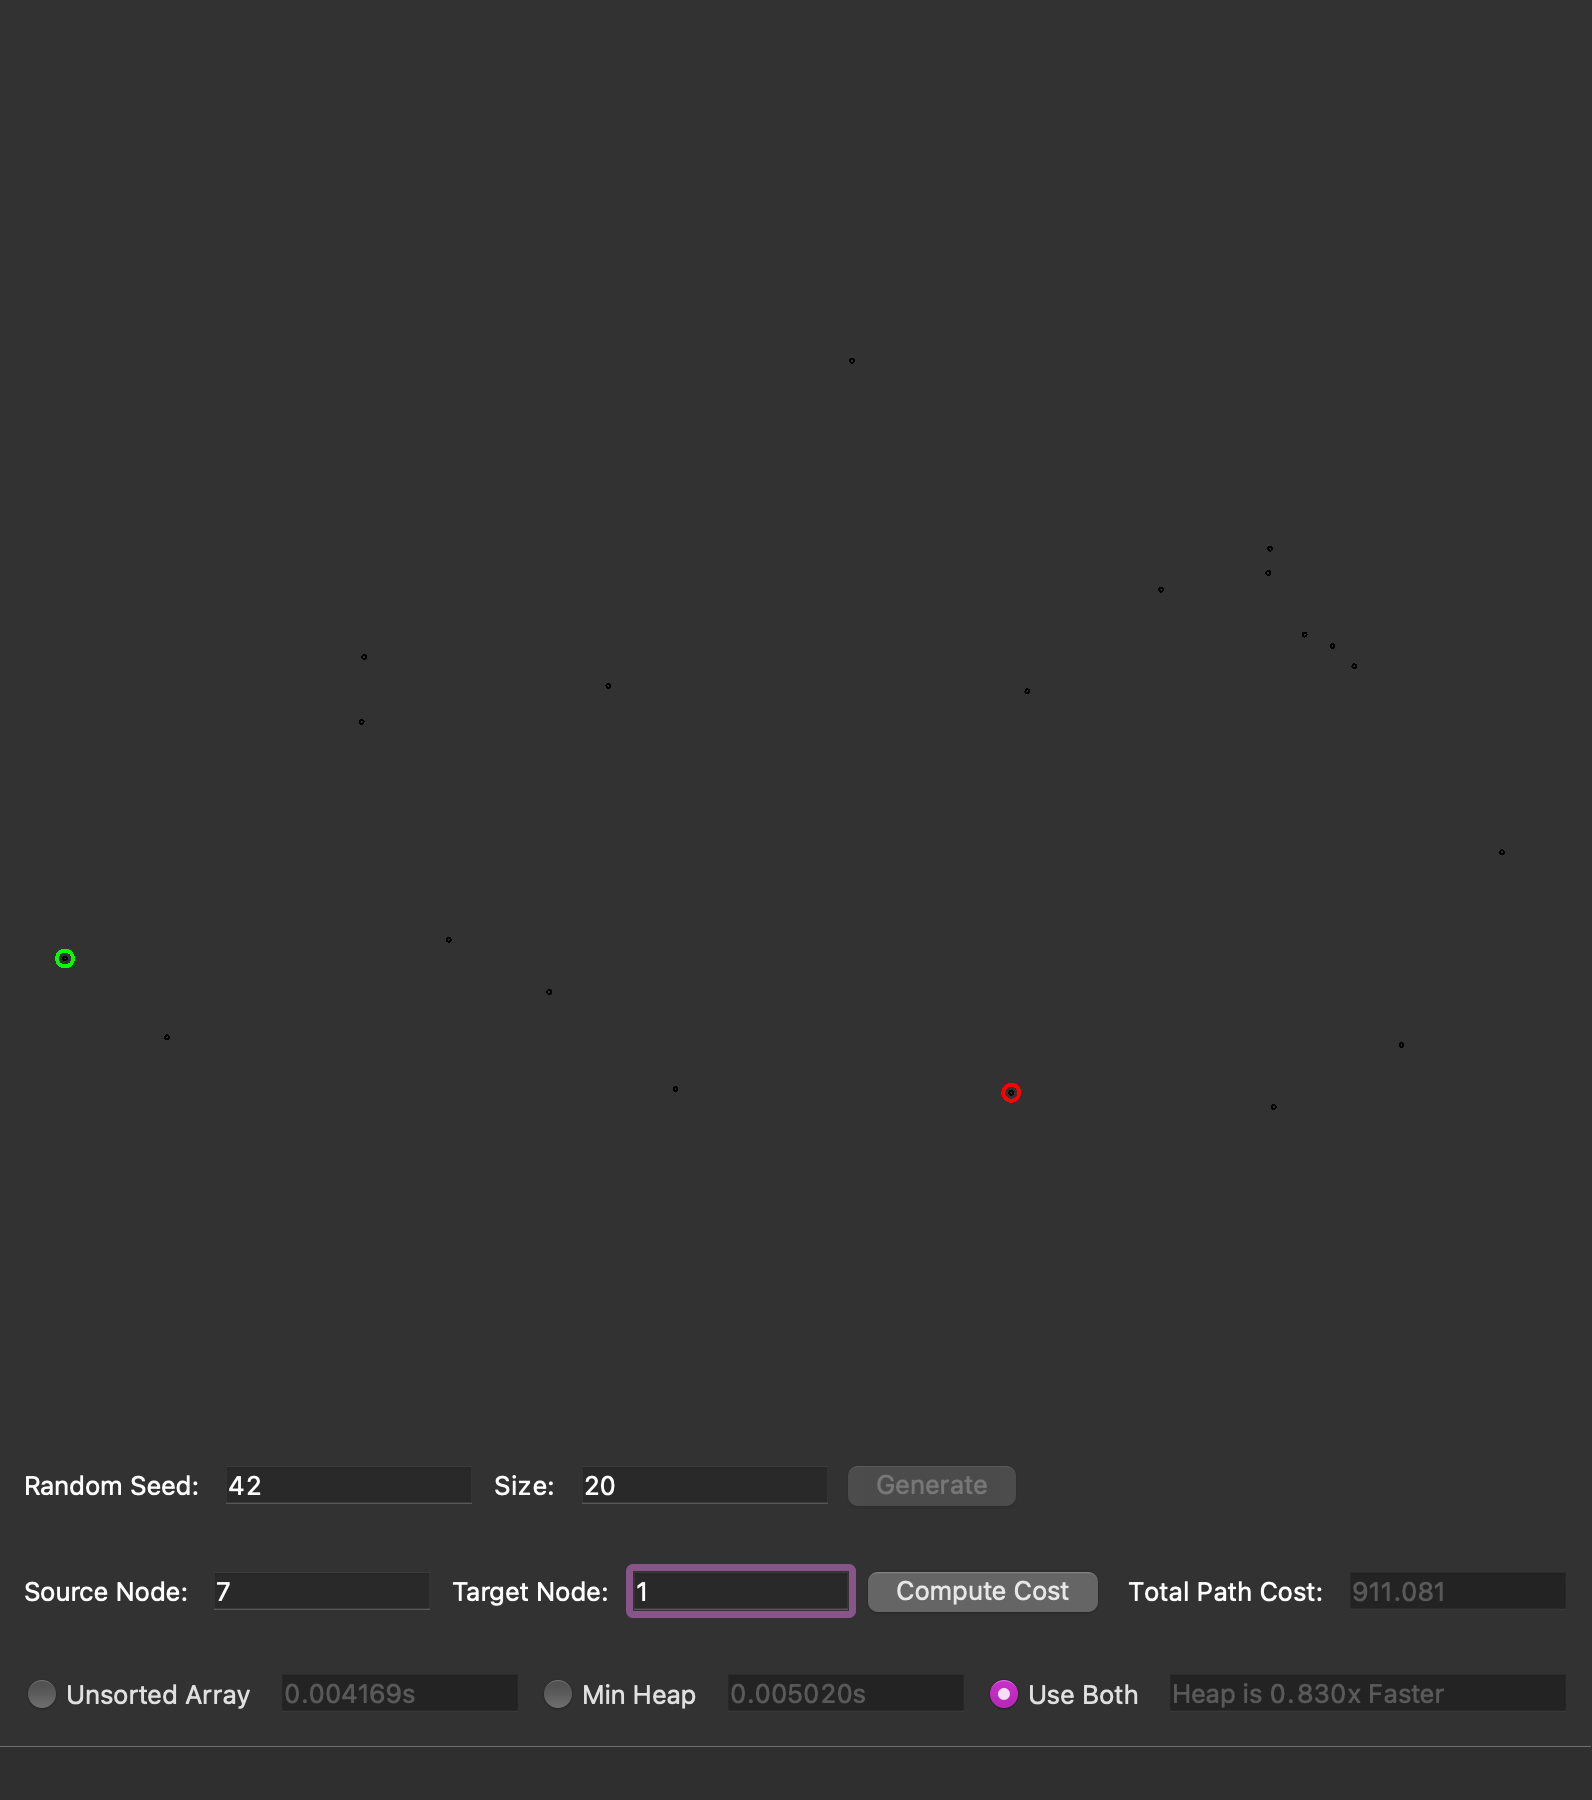 Random Seed: 42 Size: 20 Generate
Source Node: 7 Target Node: 1 Compute Cost Total Path Cost: 911.081
Unsorted Array 0.004169s Min Heap 0.005020s Use Both Heap is 0.830x Faster